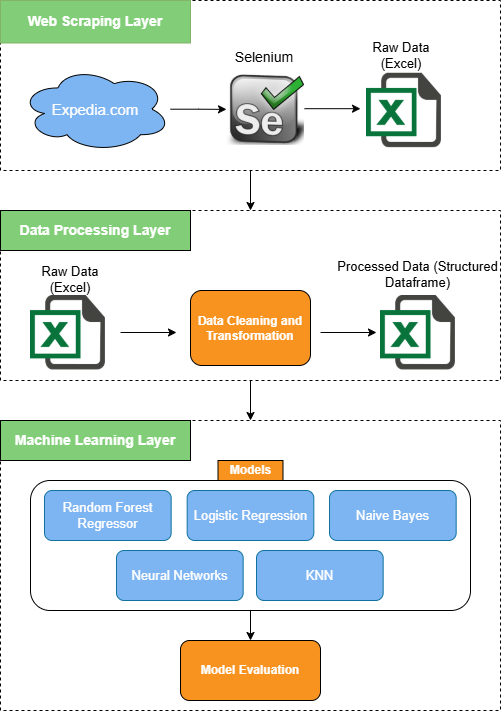 Web Scraping Layer
Selenium
Raw Data
(Excel)
Expedia.com
Se
X
Data Processing Layer
Raw Data
(Excel)
Processed Data (Structured
Dataframe)
X
Data Cleaning and
Transformation
X
Machine Learning Layer
Models
Random Forest
Regressor
Logistic Regression
Naive Bayes
Neural Networks
KNN
Model Evaluation